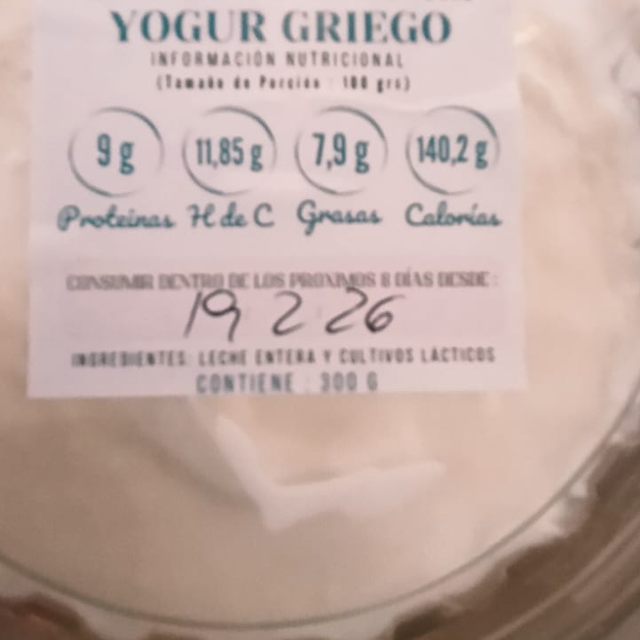 YOGUR GRIEGO
INFORMACIÓN NUTRICIONAL
(Tamaño de Porción : 100 grs)
9 g 11,85 g 7,9 g 140,2 g
Proteínas H de C Grasas Calorías
CONSUMIR DENTRO DE LOS PROXIMOS 8 DÍAS DESDE :
19 2 26
INGREDIENTES: LECHE ENTERA Y CULTIVOS LÁCTICOS
CONTIENE : 300 G